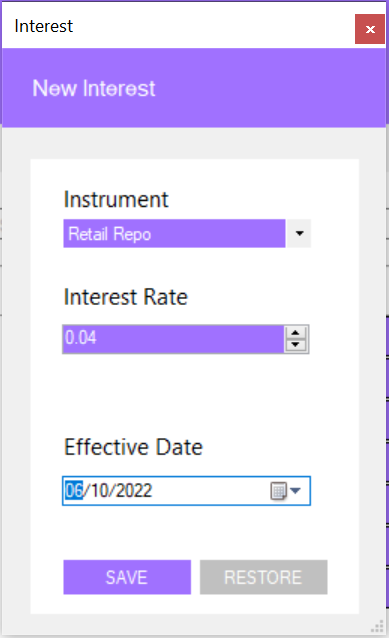 Interest
New Interest
Instrument
Retail Repo
Interest Rate
0.04
Effective Date
06/10/2022
SAVE RESTORE